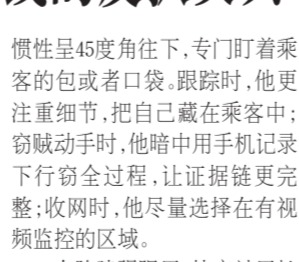 惯性呈45度角往下,专门盯着乘
客的包或者口袋。跟踪时,他更
注重细节,把自己藏在乘客中;
窃贼动手时,他暗中用手机记录
下行窃全过程,让证据链更完
整;收网时,他尽量选择在有视
频监控的区域。